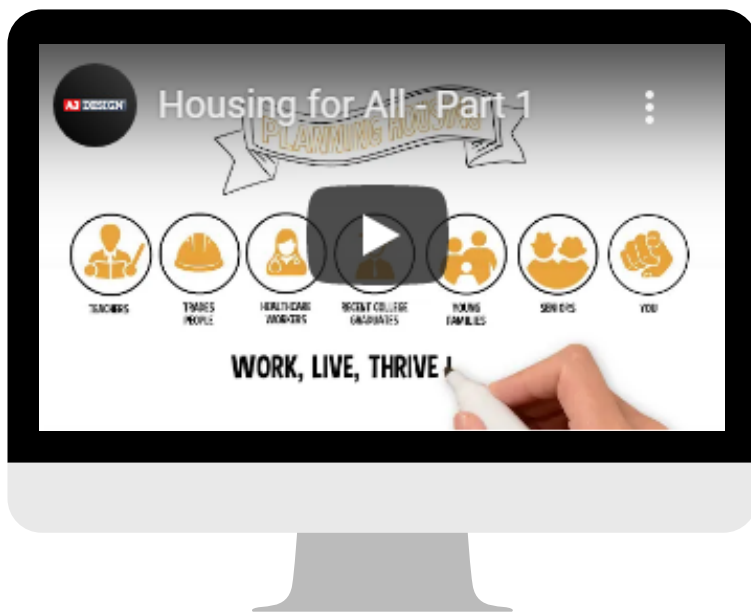 AJ DESIGN
Housing for All - Part 1
PLANNING HOUSING
TEACHERS
TRADES
PEOPLE
HEALTHCARE
WORKERS
RECENT COLLEGE
GRADUATES
YOUNG
FAMILIES
SENIORS
YOU
WORK, LIVE, THRIVE